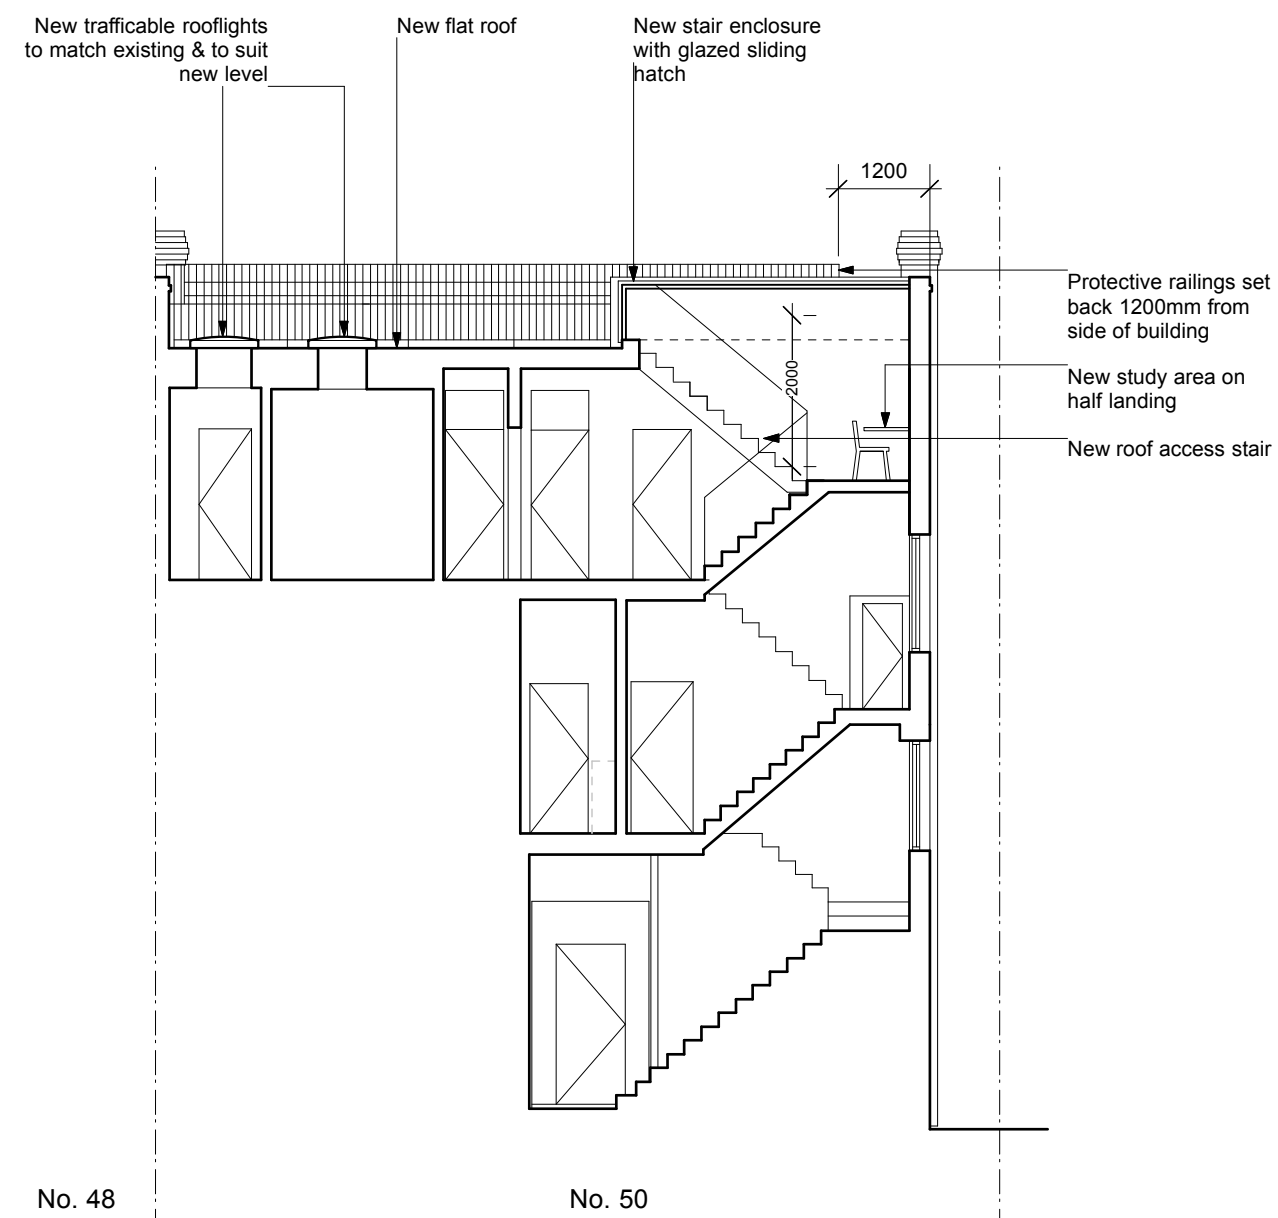 New trafficable rooflights
to match existing & to suit
new level
New flat roof
New stair enclosure
with glazed sliding
hatch
1200
Protective railings set
back 1200mm from
side of building
2000
New study area on
half landing
New roof access stair
No. 48
No. 50